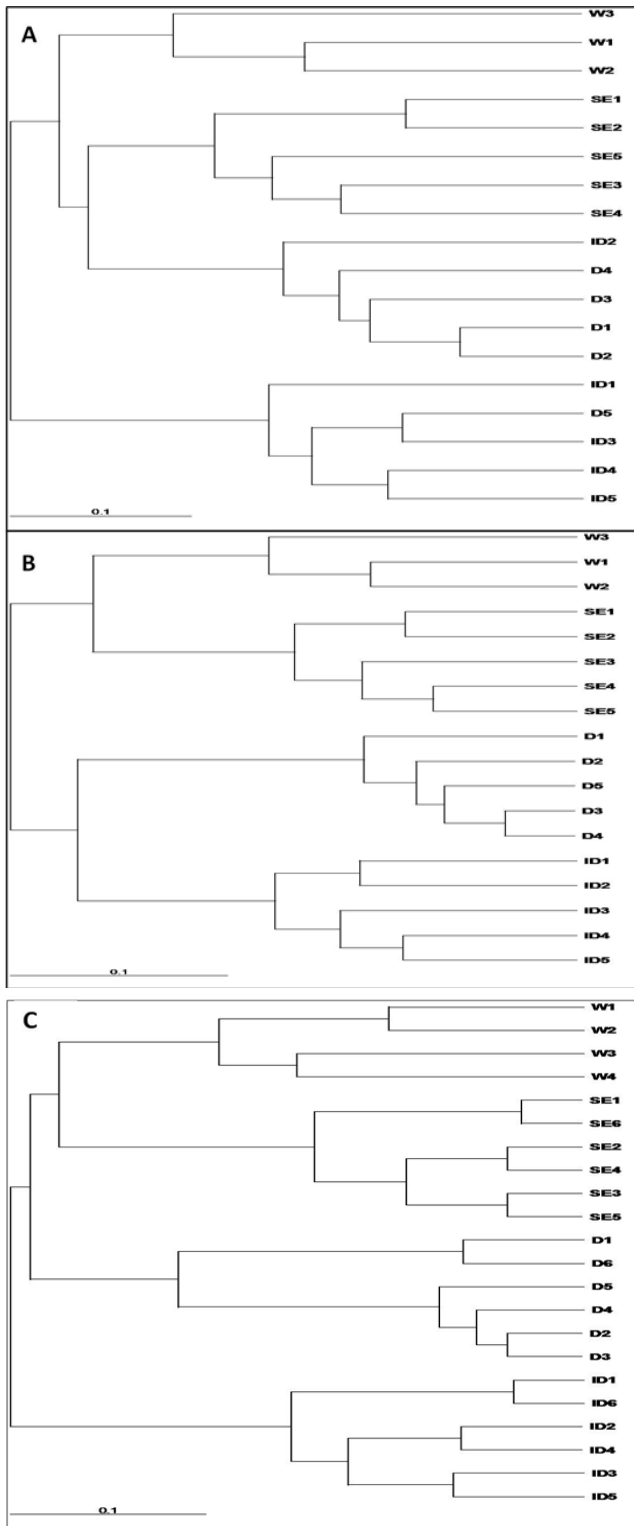 A
W3
W1
W2
SE1
SE2
SE5
SE3
SE4
ID2
D4
D3
D1
D2
ID1
D5
ID3
ID4
ID5
0.1
B
W3
W1
W2
SE1
SE2
SE3
SE4
SE5
D1
D2
D5
D3
D4
ID1
ID2
ID3
ID4
ID5
0.1
C
W1
W2
W3
W4
SE1
SE6
SE2
SE4
SE3
SE5
D1
D6
D5
D4
D2
D3
ID1
ID6
ID2
ID4
ID3
ID5
0.1